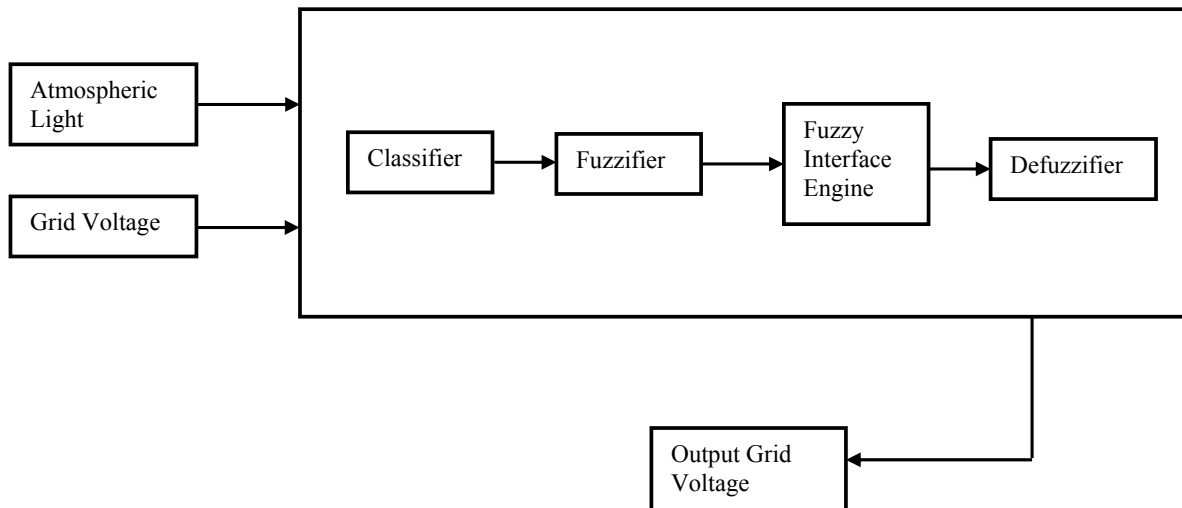 Atmospheric
Light
Grid Voltage
Classifier
Fuzzifier
Fuzzy
Interface
Engine
Defuzzifier
Output Grid
Voltage